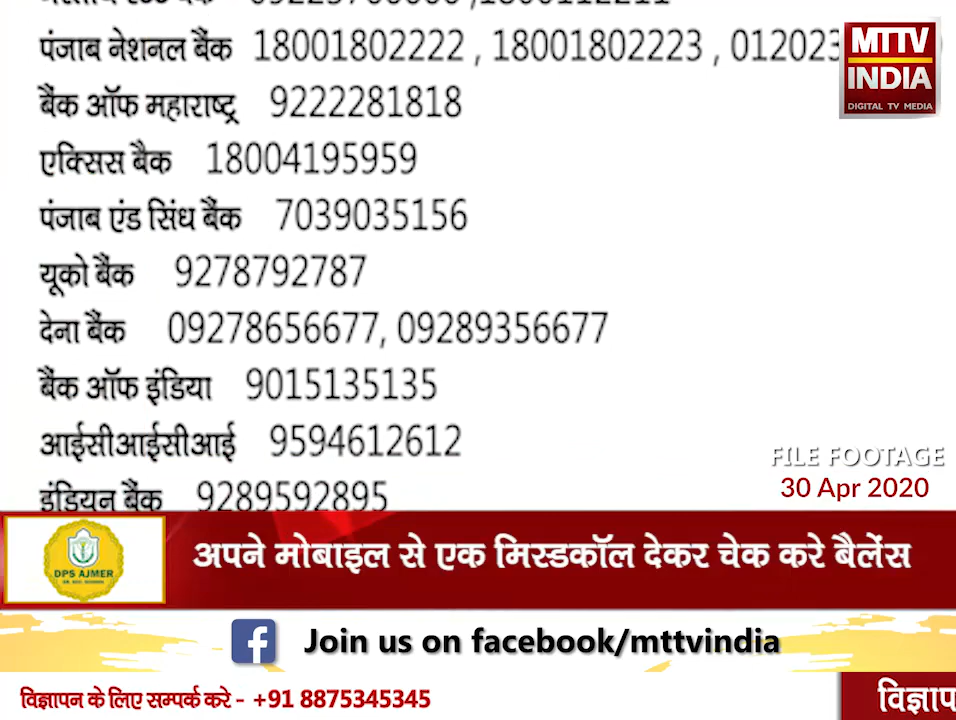 पंजाब नेशनल बैंक 18001802222 , 18001802223 , 012023
बैंक ऑफ महाराष्ट्र 9222281818
एक्सिस बैंक 18004195959
पंजाब एंड सिंध बैंक 7039035156
यूको बैंक 9278792787
देना बैंक 09278656677, 09289356677
बैंक ऑफ इंडिया 9015135135
आईसीआईसीआई 9594612612
इंडियन बैंक 9289592895
MTTV
INDIA
DIGITAL TV MEDIA
FILE FOOTAGE
30 Apr 2020
DPS AJMER
अपने मोबाइल से एक मिस्डकॉल देकर चेक करे बैलेंस
f Join us on facebook/mttvindia
विज्ञापन के लिए सम्पर्क करे - +91 8875345345
विज्ञाप